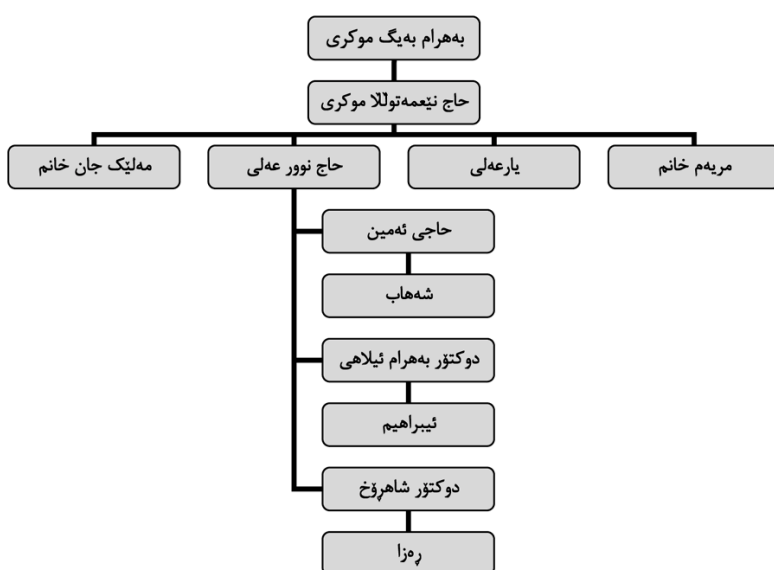 بەهرام بەیگ موکری
حاج نێعمەتوڵڵا موکری
مریەم خانم
یارعەلی
حاج نوور عەلی
مەلێک جان خانم
حاجی ئەمین
شەهاب
دوکتۆر بەهرام ئیلاهی
ئیبراهیم
دوکتۆر شاهرۆخ
ڕەزا